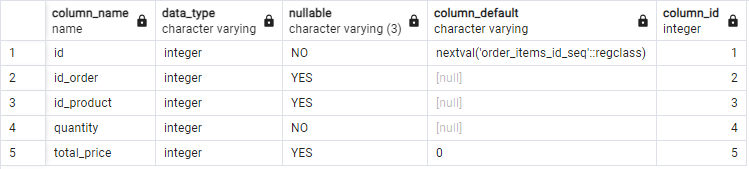 column_name data_type nullable column_default column_id
name character varying character varying (3) character varying integer
1 id integer NO nextval('order_items_id_seq'::regclass) 1
2 id_order integer YES [null] 2
3 id_product integer YES [null] 3
4 quantity integer NO [null] 4
5 total_price integer YES 0 5